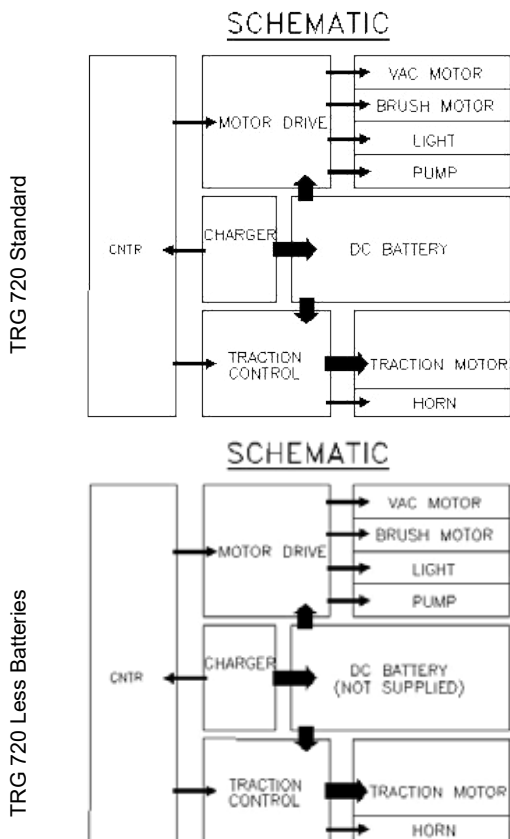 SCHEMATIC
TRG 720 Standard
CNTR
MOTOR DRIVE
VAC MOTOR
BRUSH MOTOR
LIGHT
PUMP
CHARGER
DC BATTERY
TRACTION
CONTROL
TRACTION MOTOR
HORN
SCHEMATIC
TRG 720 Less Batteries
CNTR
MOTOR DRIVE
VAC MOTOR
BRUSH MOTOR
LIGHT
PUMP
CHARGER
DC BATTERY
(NOT SUPPLIED)
TRACTION
CONTROL
TRACTION MOTOR
HORN